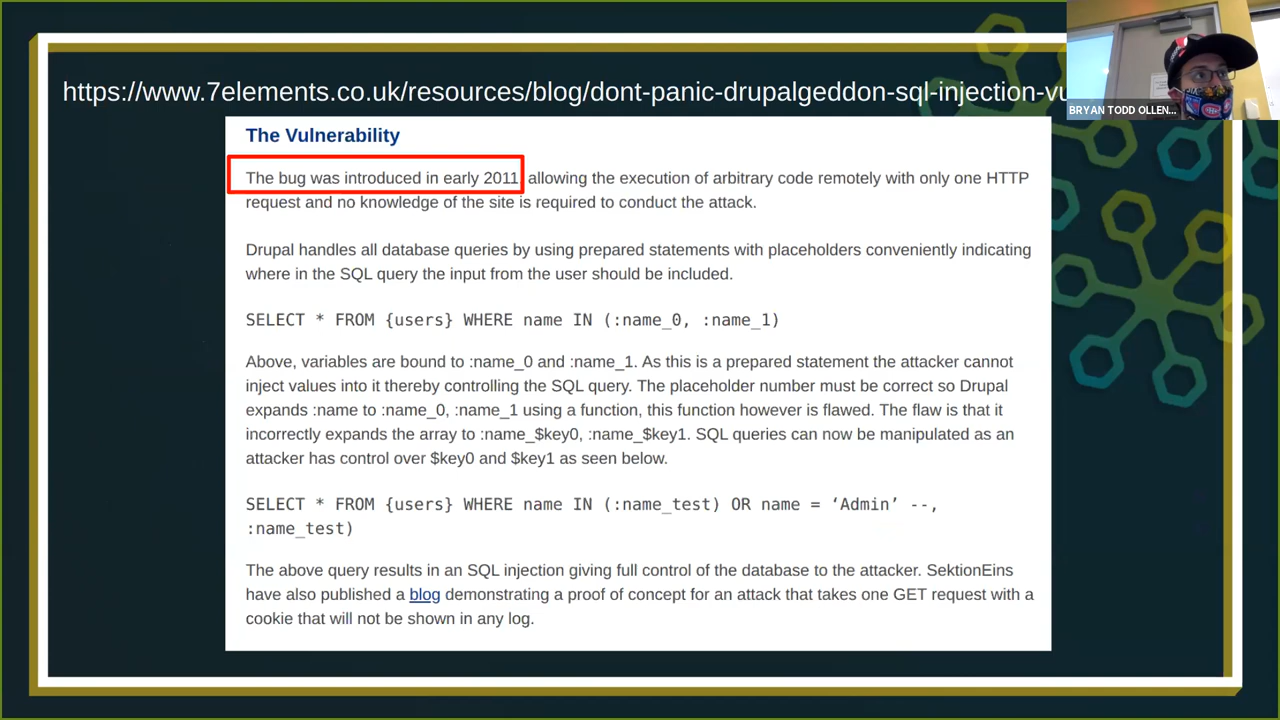 https://www.7elements.co.uk/resources/blog/dont-panic-drupalgeddon-sql-injection-vu
BRYAN TODD OLLEN...
The Vulnerability
The bug was introduced in early 2011, allowing the execution of arbitrary code remotely with only one HTTP
request and no knowledge of the site is required to conduct the attack.
Drupal handles all database queries by using prepared statements with placeholders conveniently indicating
where in the SQL query the input from the user should be included.
SELECT * FROM {users} WHERE name IN (:name_0, :name_1)
Above, variables are bound to :name_0 and :name_1. As this is a prepared statement the attacker cannot
inject values into it thereby controlling the SQL query. The placeholder number must be correct so Drupal
expands :name to :name_0, :name_1 using a function, this function however is flawed. The flaw is that it
incorrectly expands the array to :name_$key0, :name_$key1. SQL queries can now be manipulated as an
attacker has control over $key0 and $key1 as seen below.
SELECT * FROM {users} WHERE name IN (:name_test) OR name = ‘Admin’ --,
:name_test)
The above query results in an SQL injection giving full control of the database to the attacker. SektionEins
have also published a blog demonstrating a proof of concept for an attack that takes one GET request with a
cookie that will not be shown in any log.